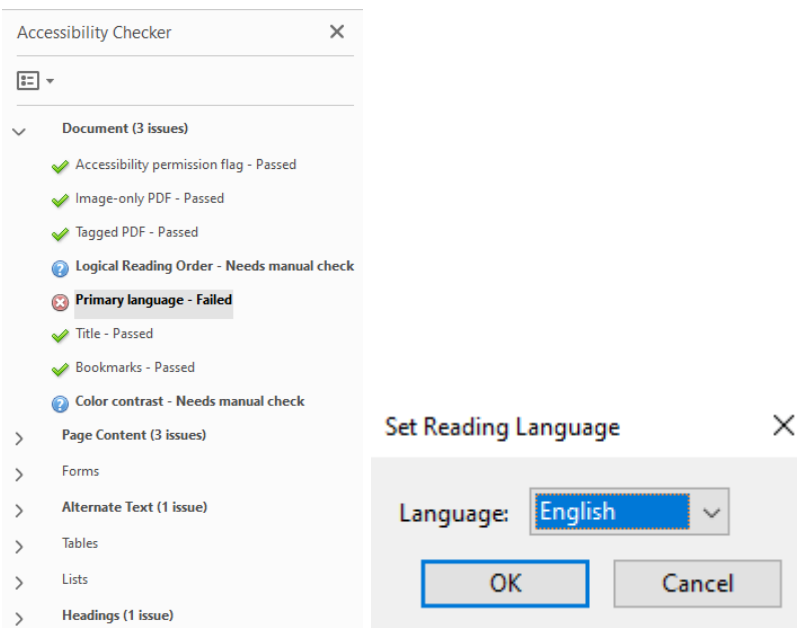 Accessibility Checker
Document (3 issues)
Accessibility permission flag - Passed
Image-only PDF - Passed
Tagged PDF - Passed
Logical Reading Order - Needs manual check
Primary language - Failed
Title - Passed
Bookmarks - Passed
Color contrast - Needs manual check
Page Content (3 issues)
Forms
Alternate Text (1 issue)
Tables
Lists
Headings (1 issue)
Set Reading Language
Language: English
OK Cancel